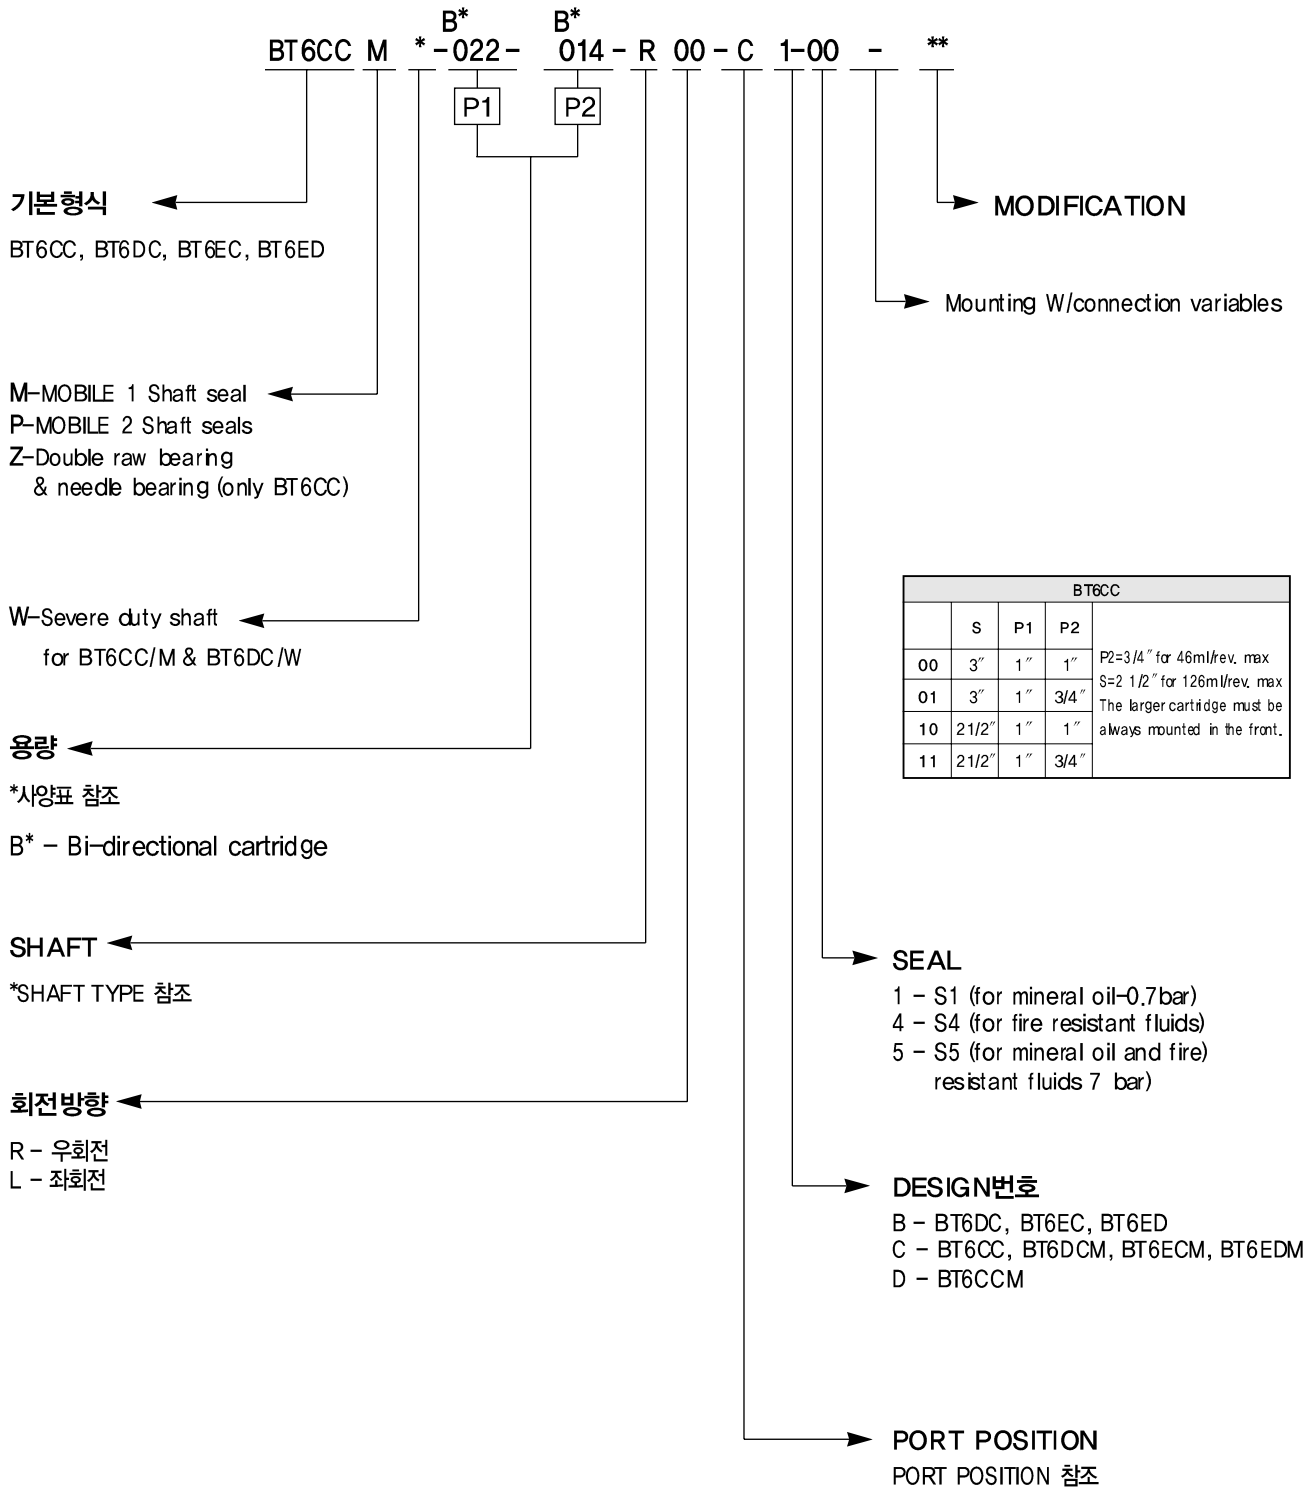 B* B*
BT6CC M * -022- 014-R 00-C 1-00 - **
P1 P2
기본형식
BT6CC, BT6DC, BT6EC, BT6ED
MODIFICATION
Mounting W/connection variables
M-MOBILE 1 Shaft seal
P-MOBILE 2 Shaft seals
Z-Double raw bearing
& needle bearing (only BT6CC)
W-Severe duty shaft
for BT6CC/M & BT6DC/W
BT6CC
S P1 P2
00 3″ 1″ 1″
01 3″ 1″ 3/4″
10 21/2″ 1″ 1″
11 21/2″ 1″ 3/4″
P2=3/4″ for 46ml/rev. max
S=2 1/2″ for 126ml/rev. max
The larger cartridge must be
always mounted in the front.
용량
*사양표 참조
B* - Bi-directional cartridge
SHAFT
*SHAFT TYPE 참조
회전방향
R - 우회전
L - 좌회전
SEAL
1 - S1 (for mineral oil-0.7bar)
4 - S4 (for fire resistant fluids)
5 - S5 (for mineral oil and fire)
resistant fluids 7 bar)
DESIGN번호
B - BT6DC, BT6EC, BT6ED
C - BT6CC, BT6DCM, BT6ECM, BT6EDM
D - BT6CCM
PORT POSITION
PORT POSITION 참조